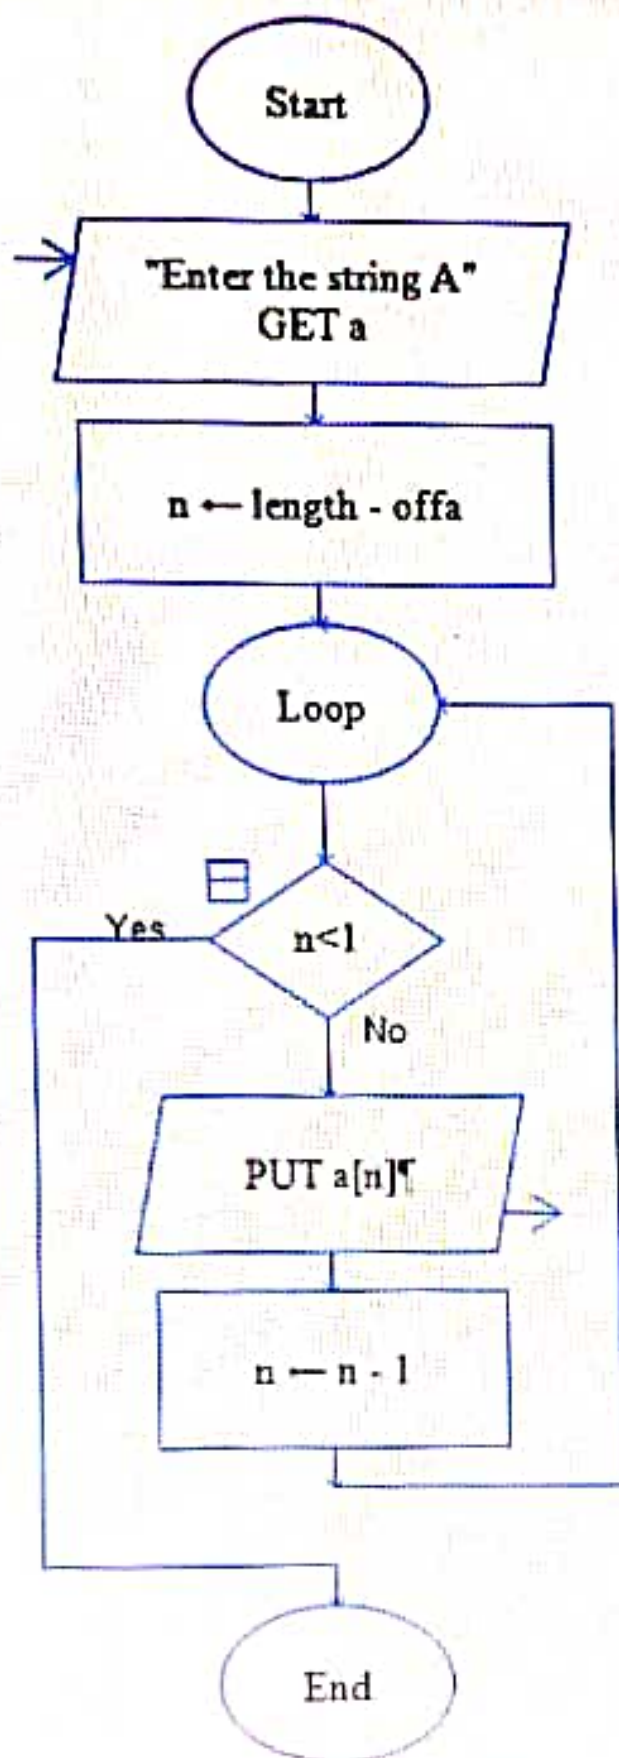 Start
"Enter the string A"
GET a
n ← length - offa
Loop
n<1
Yes
No
PUT a[n]¶
n ← n - 1
End